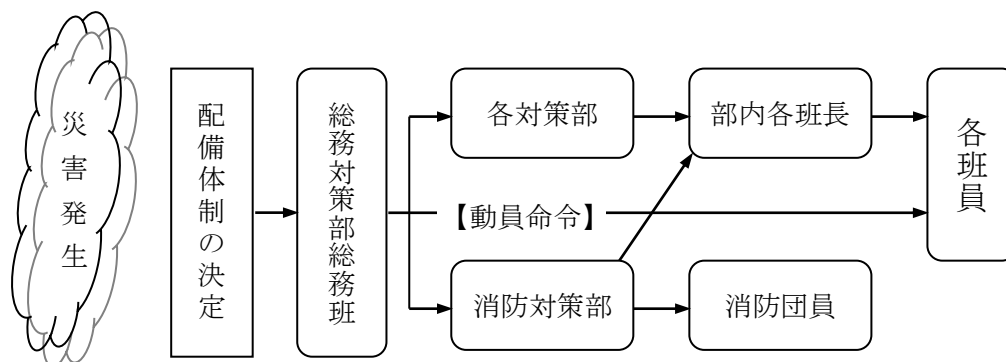 災害発生
配備体制の決定
総務対策部総務班
各対策部
部内各班長
各班員
【動員命令】
消防対策部
消防団員